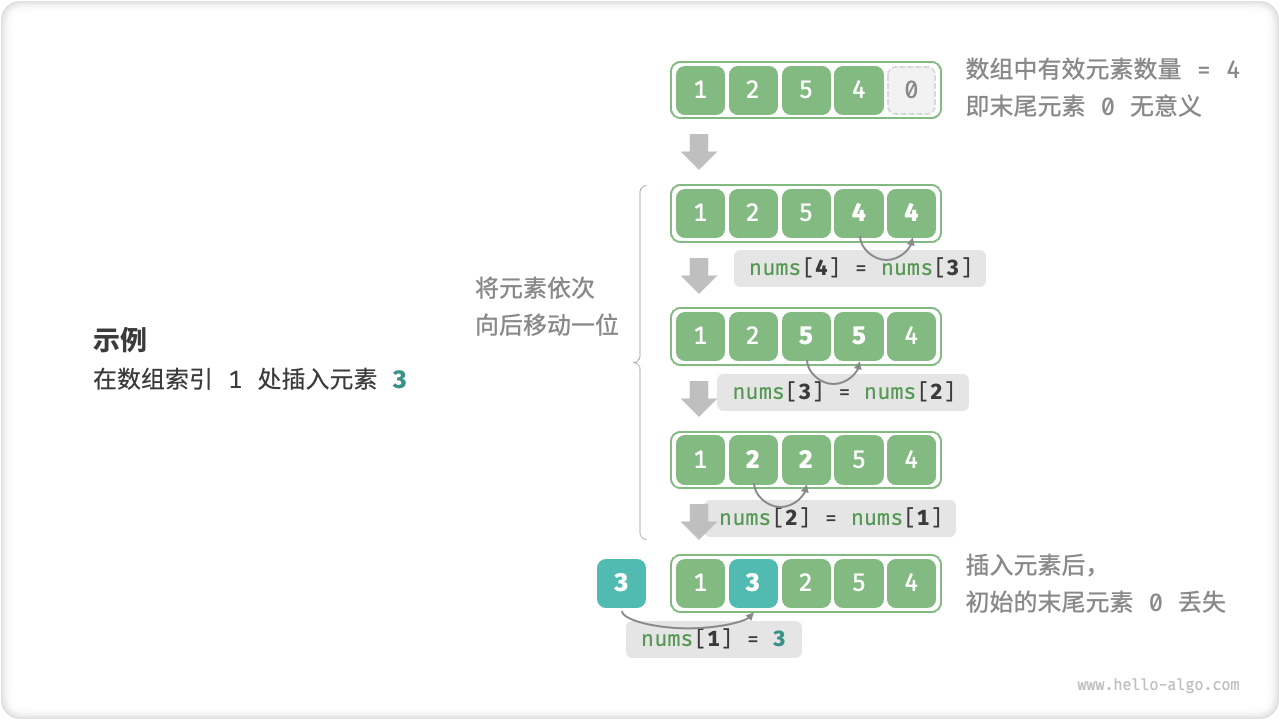 1 2 5 4 0
数组中有效元素数量 = 4
即末尾元素 0 无意义
1 2 5 4 4
nums[4] = nums[3]
将元素依次
向后移动一位
1 2 5 5 4
nums[3] = nums[2]
示例
在数组索引 1 处插入元素 3
1 2 2 5 4
nums[2] = nums[1]
3 1 3 2 5 4
插入元素后，
初始的末尾元素 0 丢失
nums[1] = 3
www.hello-algo.com